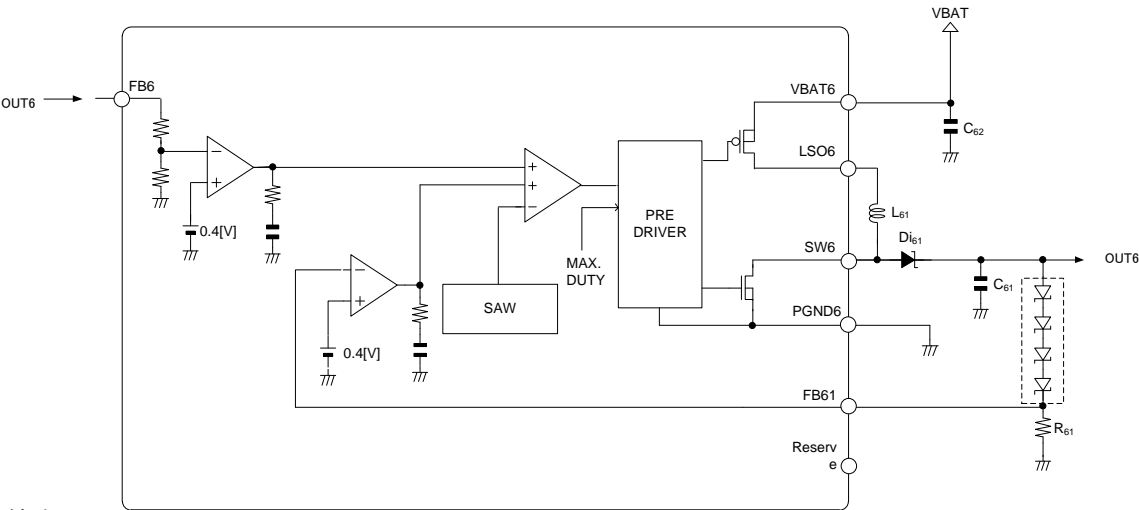 VBAT
FB6
OUT6
VBAT6
C62
LSO6
− +
0.4[V]
+ + −
PRE
DRIVER
L61
MAX.
DUTY
SW6
Di61
OUT6
C61
− +
SAW
0.4[V]
PGND6
FB61
R61
Reserv
e